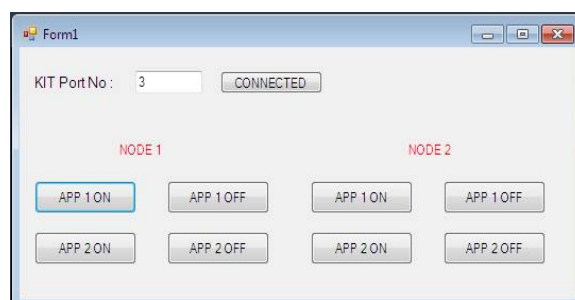 Form1
KIT Port No : 3 CONNECTED
NODE 1 NODE 2
APP 1 ON APP 1 OFF APP 1 ON APP 1 OFF
APP 2 ON APP 2 OFF APP 2 ON APP 2 OFF